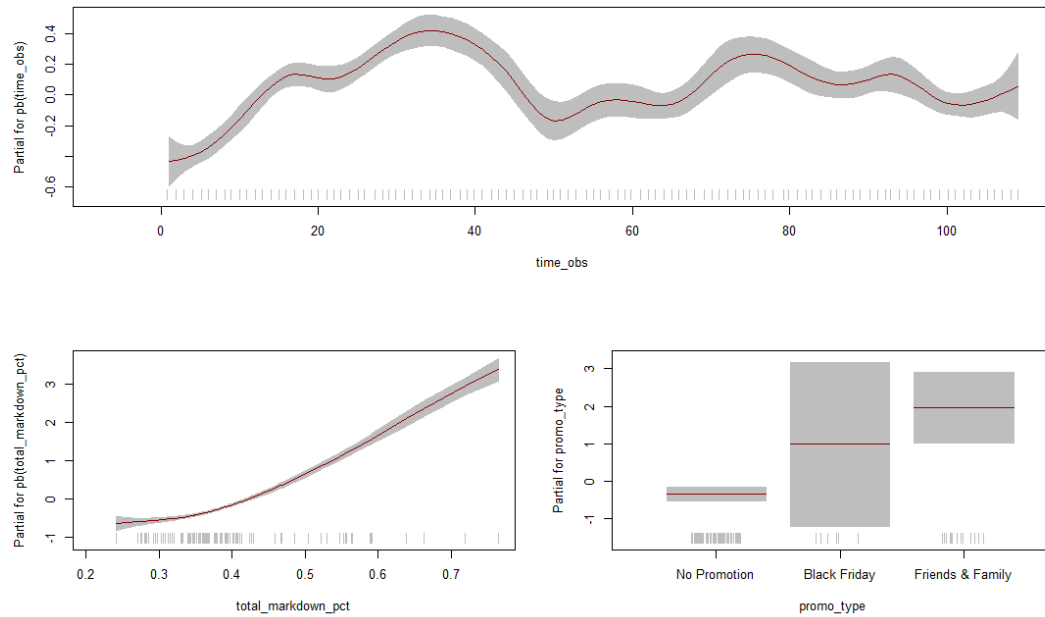 Partial for pb(time_obs)
0.4
0.2
0.0
-0.2
-0.6
0 20 40 60 80 100
time_obs
Partial for pb(total_markdown_pct)
3
2
1
0
-1
0.2 0.3 0.4 0.5 0.6 0.7
total_markdown_pct
Partial for promo_type
3
2
1
0
-1
No Promotion Black Friday Friends & Family
promo_type